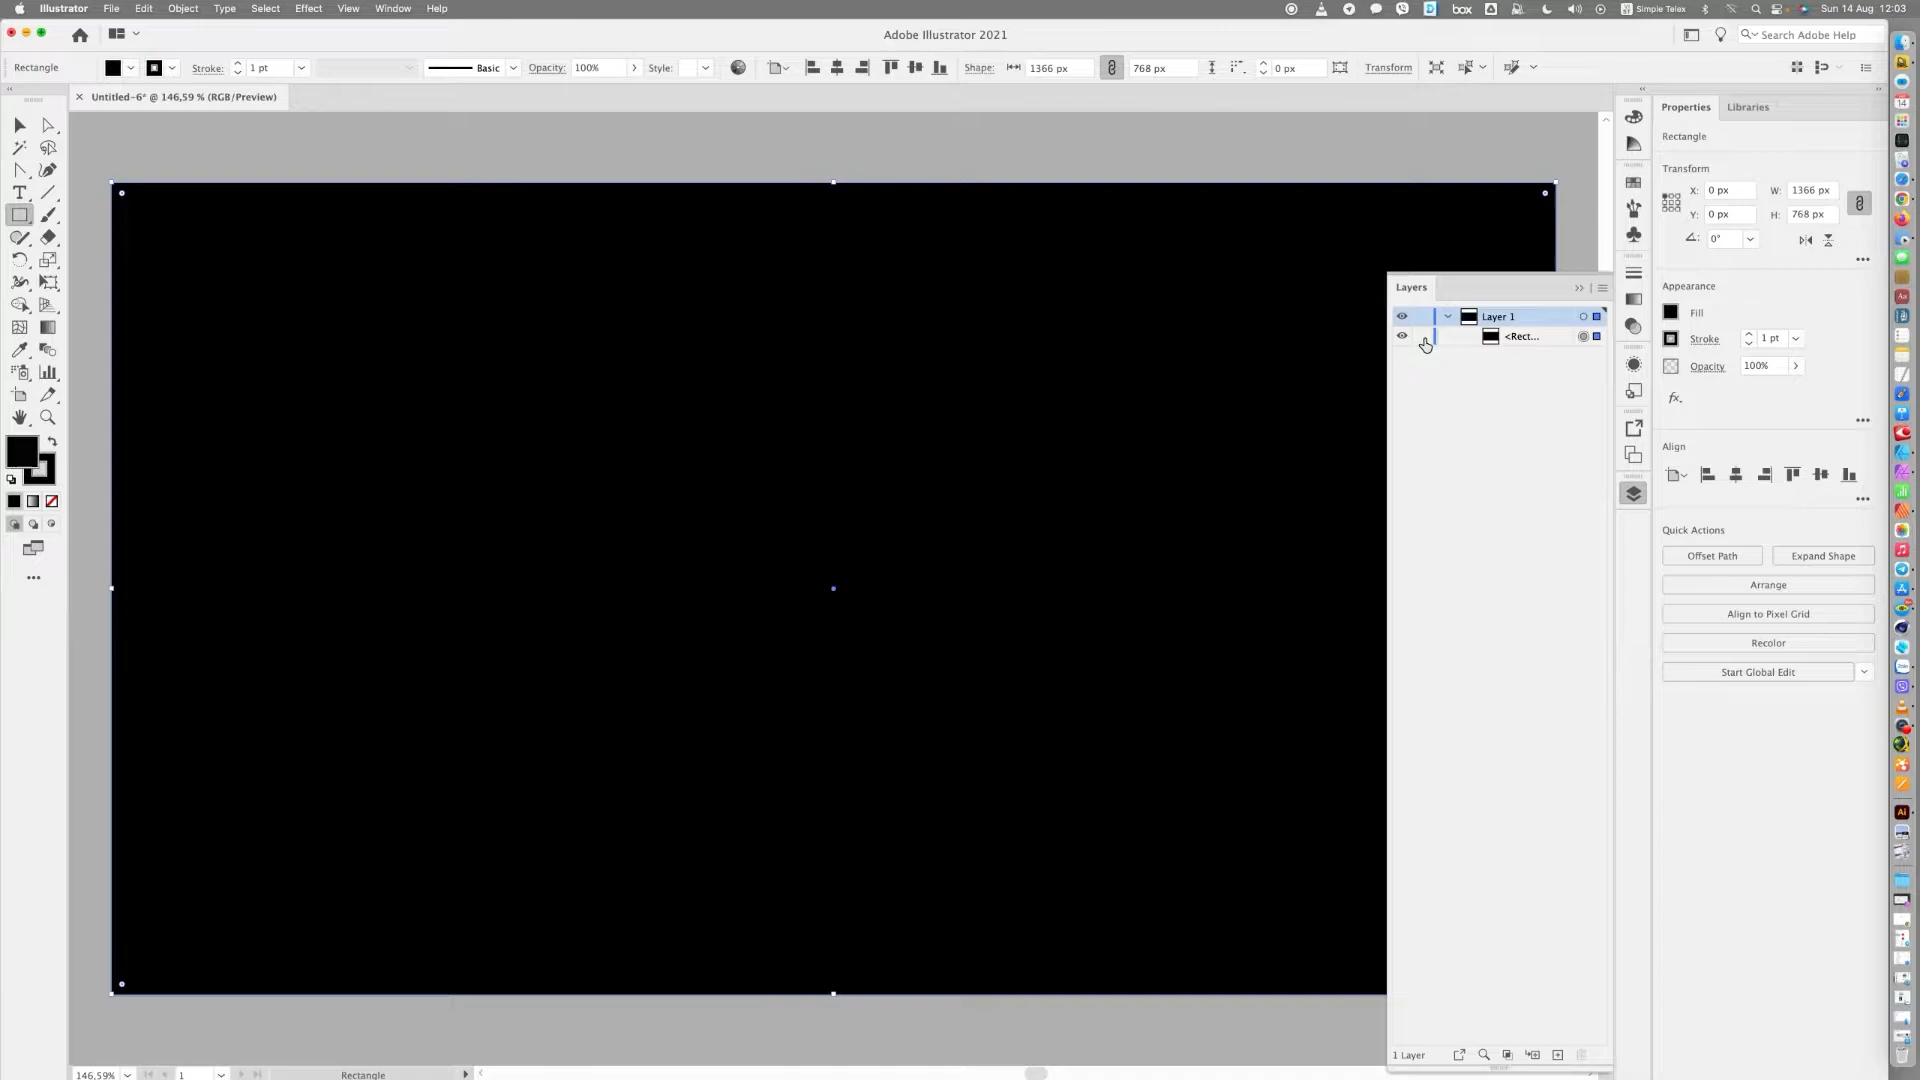 Illustrator File Edit Object Type Select Effect View Window Help
box Simple Telex Sun 14 Aug 12:03
Adobe Illustrator 2021
Search Adobe Help
Rectangle Stroke: 1 pt Basic Opacity: 100% Style: Shape: 1366 px 768 px 0 px Transform
× Untitled-6* @ 146,59 % (RGB/Preview)
Properties Libraries
Rectangle
Transform
X: 0 px W: 1366 px
Y: 0 px H: 768 px
0°
Appearance
Fill
Stroke 1 pt
Opacity 100%
fx.
Align
Quick Actions
Offset Path Expand Shape
Arrange
Align to Pixel Grid
Recolor
Start Global Edit
Layers
Layer 1
<Rect...
1 Layer
146,59% 1 Rectangle